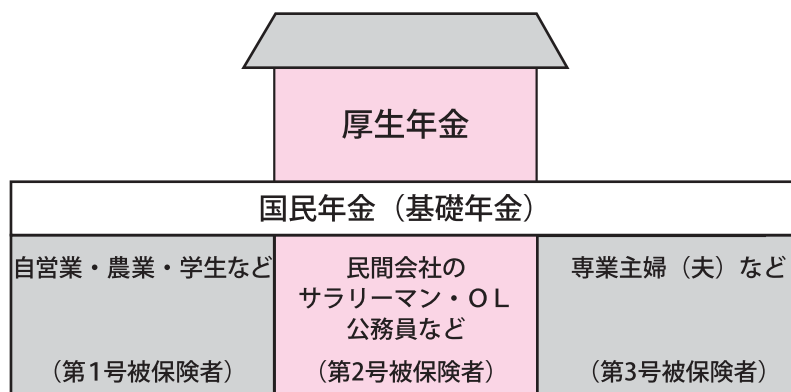 厚生年金
国民年金（基礎年金）
自営業・農業・学生など
（第1号被保険者）
民間会社の
サラリーマン・ＯＬ
公務員など
（第2号被保険者）
専業主婦（夫）など
（第3号被保険者）